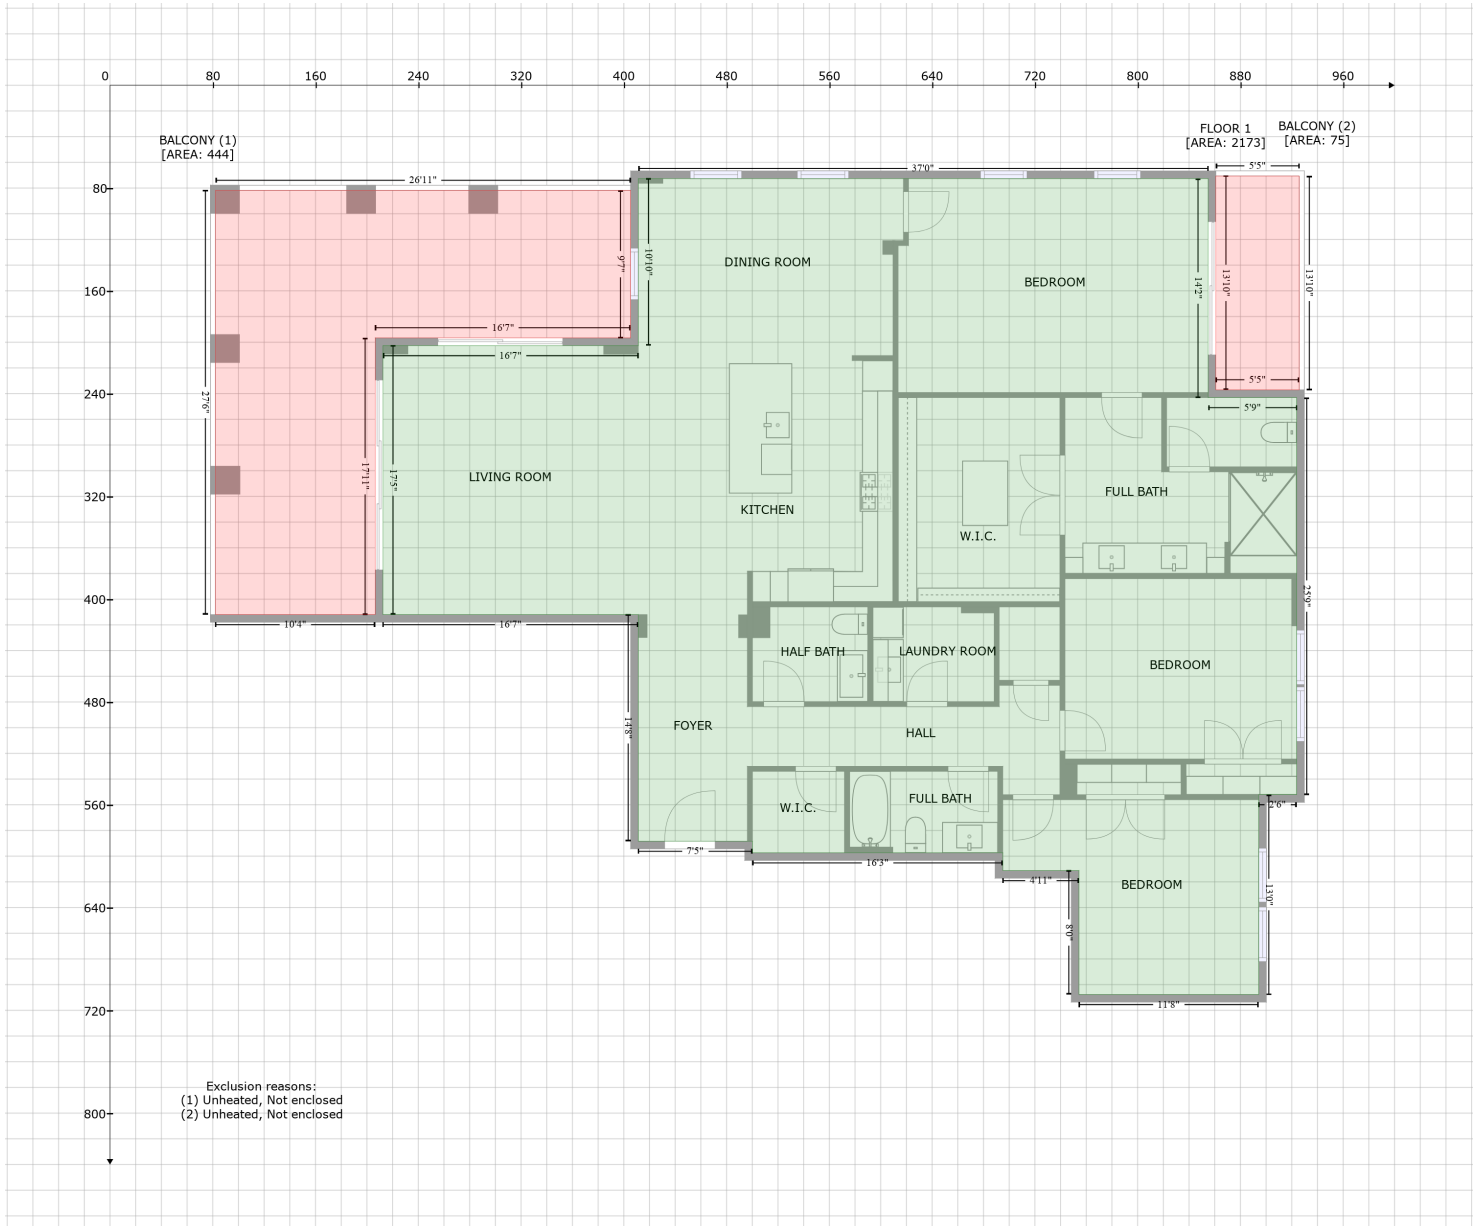 0 80 160 240 320 400 480 560 640 720 800 880 960
BALCONY (1)
[AREA: 444]
FLOOR 1
[AREA: 2173]
BALCONY (2)
[AREA: 75]
5'5"
26'11"
37'0"
80
9'7"
10'10"
DINING ROOM
BEDROOM
14'2"
13'10"
13'10"
160
16'7"
16'7"
240
27'6"
5'5"
5'9"
17'11"
17'5"
LIVING ROOM
320
KITCHEN
FULL BATH
W.I.C.
400
25'9"
10'4"
16'7"
HALF BATH
LAUNDRY ROOM
BEDROOM
480
14'8"
FOYER
HALL
560
W.I.C.
FULL BATH
2'6"
7'5"
16'3"
4'11"
BEDROOM
13'0"
640
8'0"
11'8"
720
800
Exclusion reasons:
(1) Unheated, Not enclosed
(2) Unheated, Not enclosed